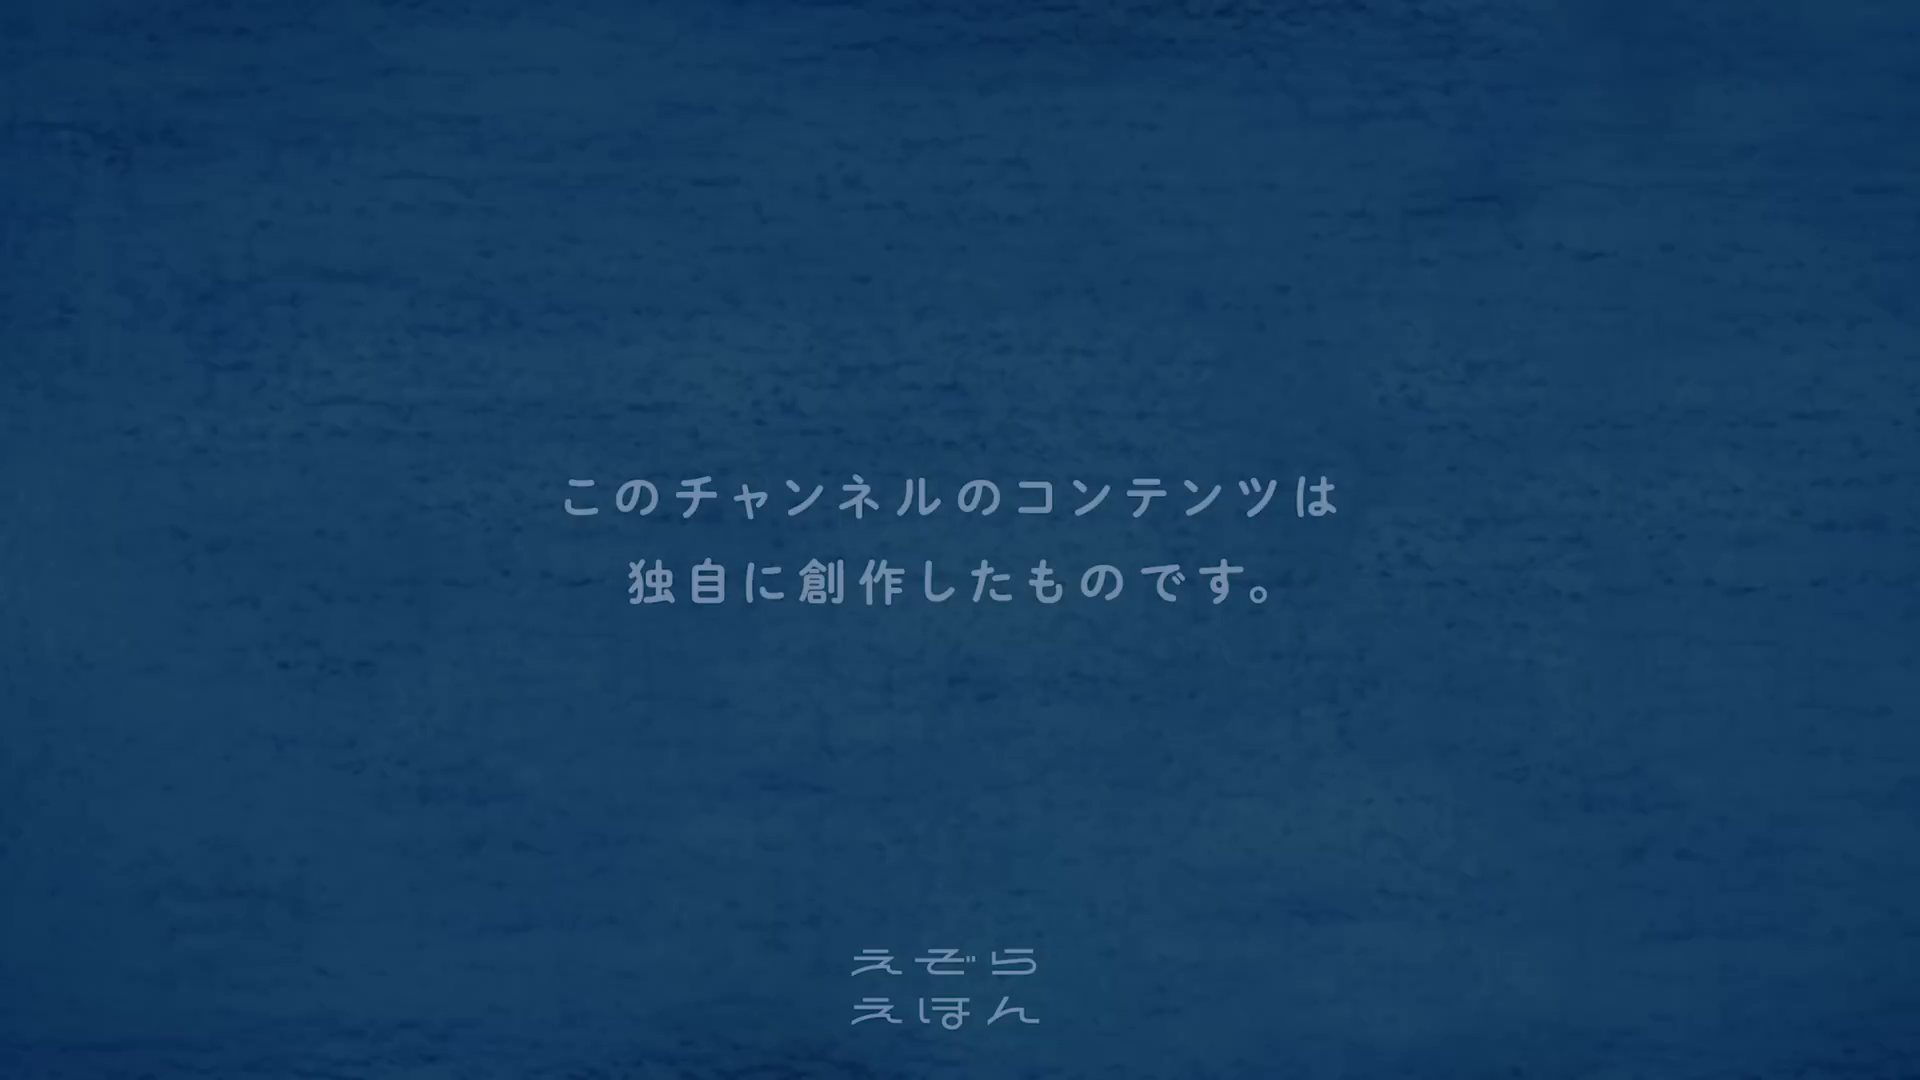 このチャンネルのコンテンツは
独自に創作したものです。
えぞら
えほん